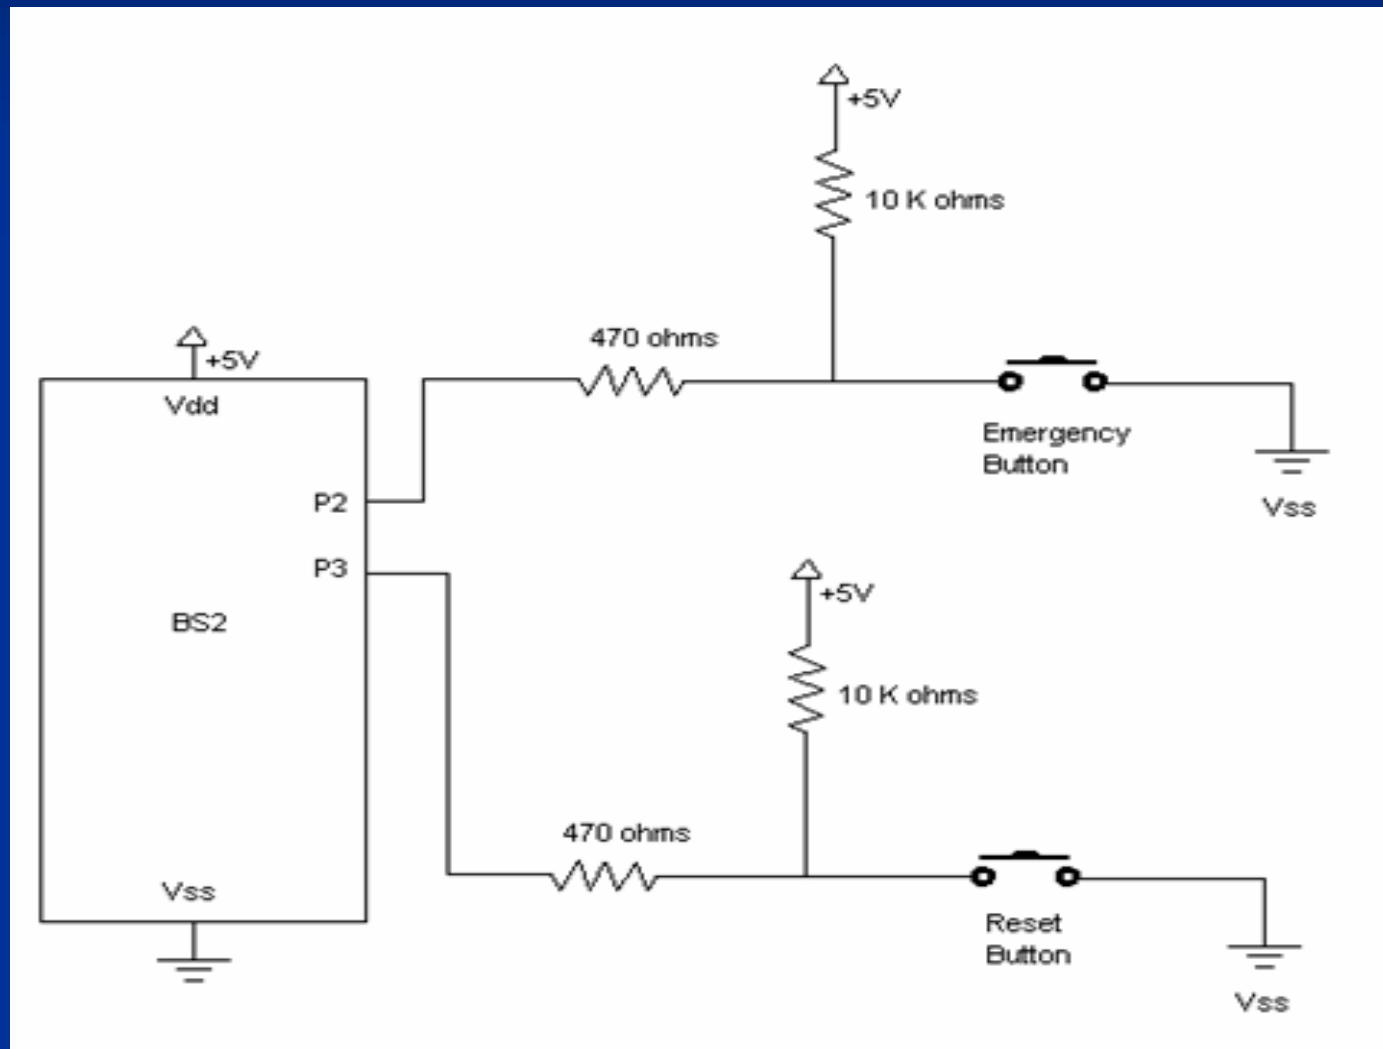 +5V
10 K ohms
470 ohms
+5V
Vdd
Emergency
Button
P2
Vss
P3
+5V
BS2
10 K ohms
470 ohms
Vss
Reset
Button
Vss